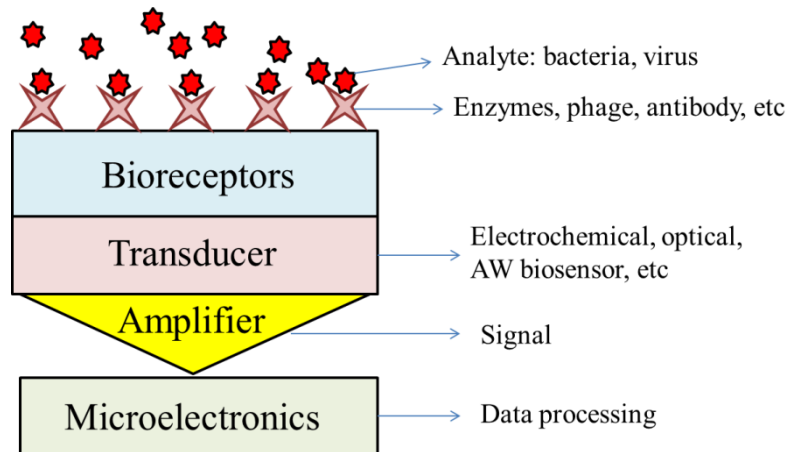 Analyte: bacteria, virus
Enzymes, phage, antibody, etc
Bioreceptors
Transducer
Electrochemical, optical,
AW biosensor, etc
Amplifier
Signal
Microelectronics
Data processing